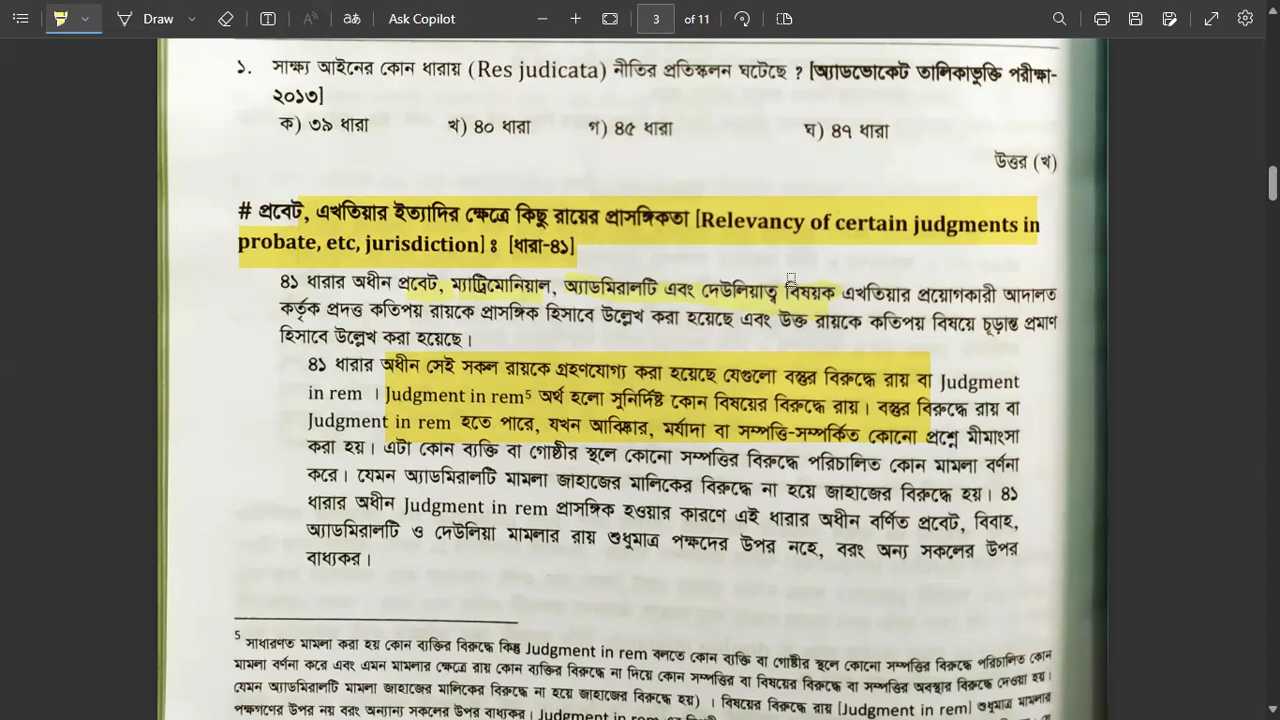 Draw
Ask Copilot
3 of 11
১. সাক্ষ্য আইনের কোন ধারায় (Res judicata) নীতির প্রতিফলন ঘটেছে ? [অ্যাডভোকেট তালিকাভুক্তি পরীক্ষা-
২০১৩]
ক) ৩৯ ধারা খ) ৪০ ধারা গ) ৪৫ ধারা ঘ) ৪৭ ধারা
উত্তর (খ)
# প্রবেট, এখতিয়ার ইত্যাদির ক্ষেত্রে কিছু রায়ের প্রাসঙ্গিকতা [Relevancy of certain judgments in
probate, etc, jurisdiction] ঃ [ধারা-৪১]
৪১ ধারার অধীন প্রবেট, ম্যাট্রিমোনিয়াল, অ্যাডমিরালটি এবং দেউলিয়াত্ব বিষয়ক এখতিয়ার প্রয়োগকারী আদালত
কর্তৃক প্রদত্ত কতিপয় রায়কে প্রাসঙ্গিক হিসাবে উল্লেখ করা হয়েছে এবং উক্ত রায়কে কতিপয় বিষয়ে চূড়ান্ত প্রমাণ
হিসাবে উল্লেখ করা হয়েছে।
৪১ ধারার অধীন সেই সকল রায়কে গ্রহণযোগ্য করা হয়েছে যেগুলো বস্তুর বিরুদ্ধে রায় বা Judgment
in rem । Judgment in rem⁵ অর্থ হলো সুনির্দিষ্ট কোন বিষয়ের বিরুদ্ধে রায়। বস্তুর বিরুদ্ধে রায় বা
Judgment in rem হতে পারে, যখন আবিষ্কার, মর্যাদা বা সম্পত্তি-সম্পর্কিত কোনো প্রশ্নে মীমাংসা
করা হয়। এটা কোন ব্যক্তি বা গোষ্ঠীর স্থলে কোনো সম্পত্তির বিরুদ্ধে পরিচালিত কোন মামলা বর্ণনা
করে। যেমন অ্যাডমিরালটি মামলা জাহাজের মালিকের বিরুদ্ধে না হয়ে জাহাজের বিরুদ্ধে হয়। ৪১
ধারার অধীন Judgment in rem প্রাসঙ্গিক হওয়ার কারণে এই ধারার অধীন বর্ণিত প্রবেট, বিবাহ,
অ্যাডমিরালটি ও দেউলিয়া মামলার রায় শুধুমাত্র পক্ষদের উপর নহে, বরং অন্য সকলের উপর
বাধ্যকর।
⁵ সাধারণত মামলা করা হয় কোন ব্যক্তির বিরুদ্ধে কিন্তু Judgment in rem বলতে কোন ব্যক্তি বা গোষ্ঠীর স্থলে কোনো সম্পত্তির বিরুদ্ধে পরিচালিত কোন
মামলা বর্ণনা করে এবং এমন মামলার ক্ষেত্রে রায় কোন ব্যক্তির বিরুদ্ধে না দিয়ে কোন সম্পত্তি বা বিষয়ের বিরুদ্ধে বা সম্পত্তি অবস্থার বিরুদ্ধে দেওয়া হয়।
যেমন অ্যাডমিরালটি মামলা জাহাজের মালিকের বিরুদ্ধে না হয়ে জাহাজের বিরুদ্ধে হয়) । বিষয়ের বিরুদ্ধে রায় [Judgment in rem] শুধুমাত্র মামলার
পক্ষগণের উপর নয় বরং অন্যান্য সকলের উপর বাধ্যকর। Judgment in rem